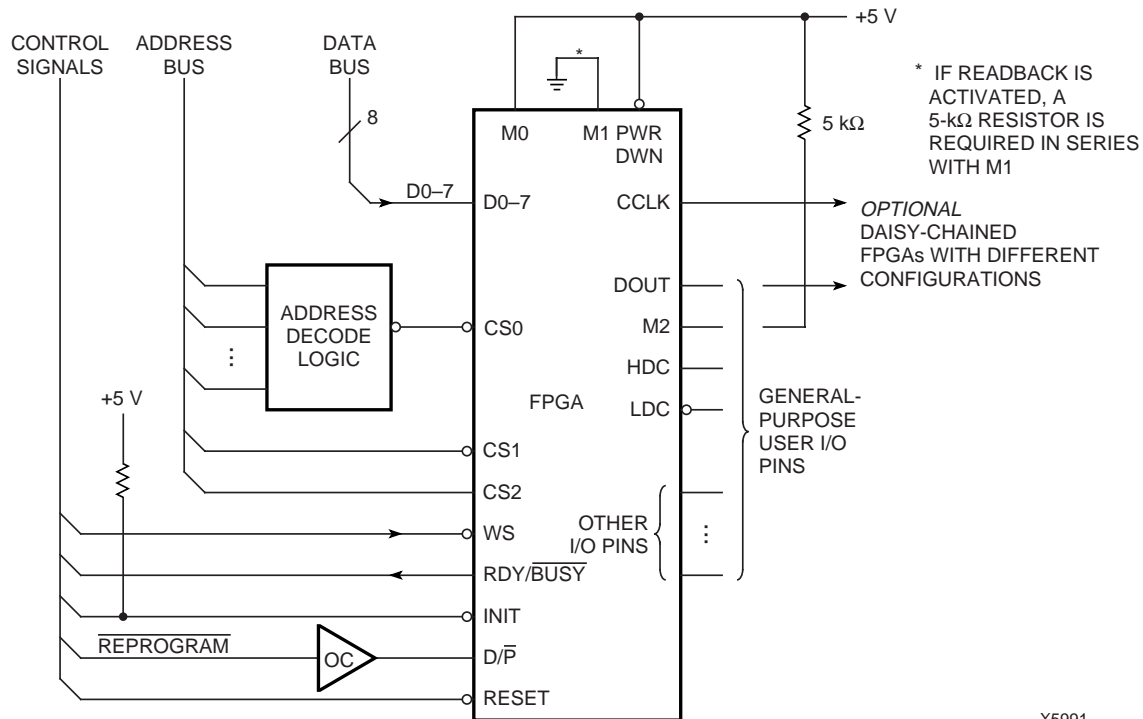 +5 V
CONTROL
SIGNALS
ADDRESS
BUS
DATA
BUS
*
* IF READBACK IS
ACTIVATED, A
5-kΩ RESISTOR IS
REQUIRED IN SERIES
WITH M1
8
M0
M1 PWR
DWN
5 kΩ
D0–7
D0–7
CCLK
OPTIONAL
DAISY-CHAINED
FPGAs WITH DIFFERENT
CONFIGURATIONS
DOUT
ADDRESS
DECODE
LOGIC
CS0
M2
⋮
HDC
+5 V
FPGA
LDC
GENERAL-
PURPOSE
USER I/O
PINS
CS1
CS2
OTHER
I/O PINS
⋮
WS
RDY/BUSY
INIT
REPROGRAM
OC
D/P
RESET
X5991